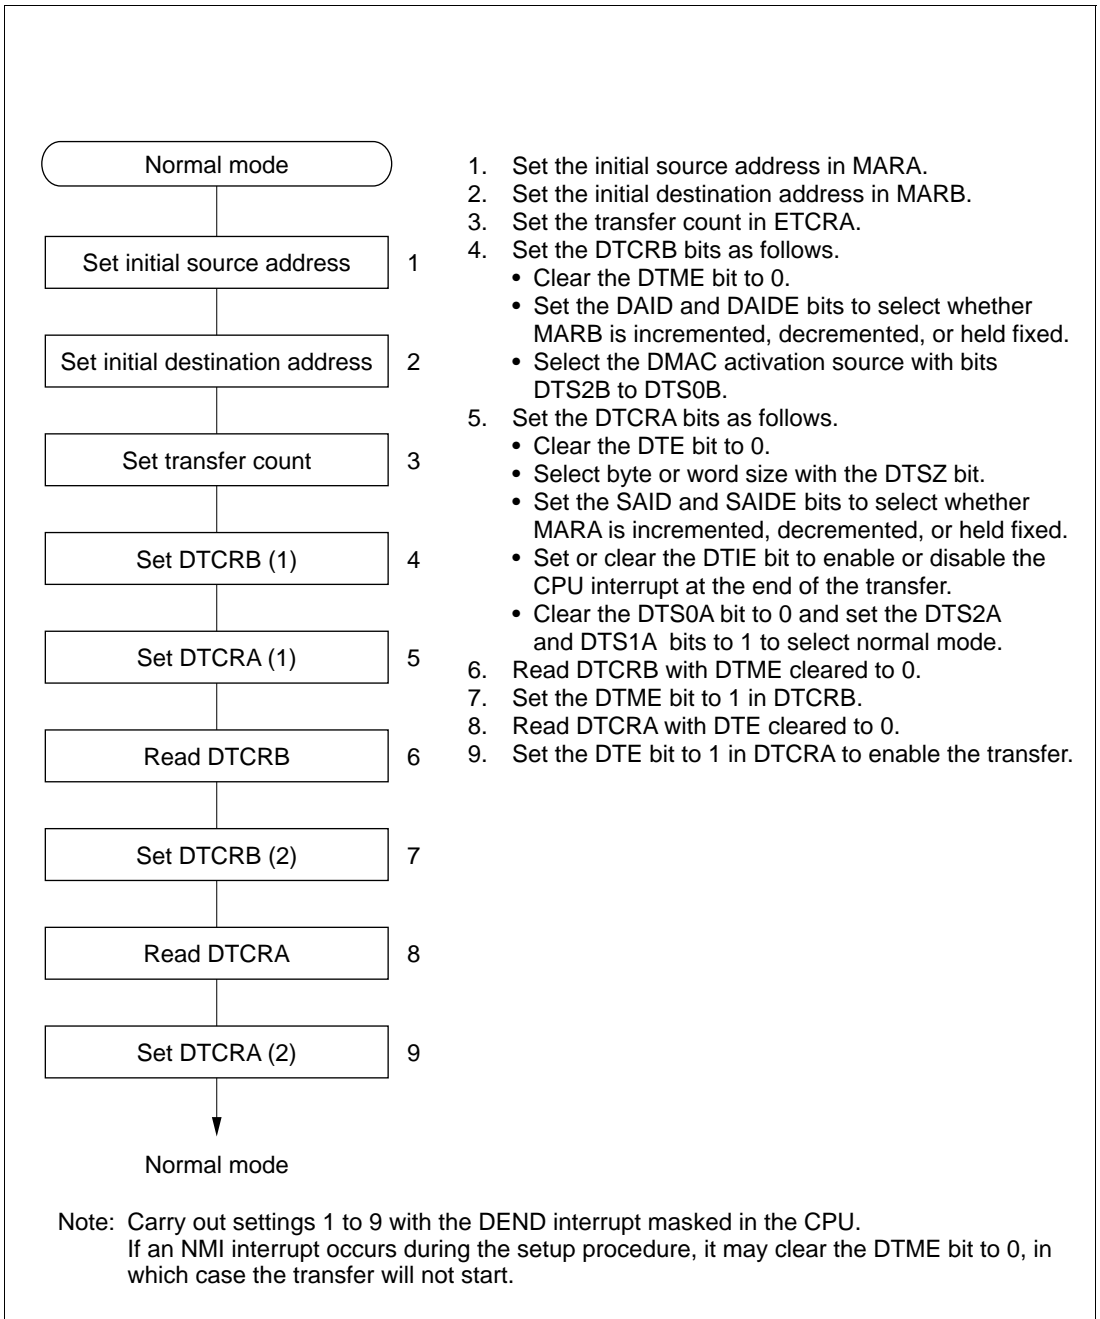 Normal mode
Set initial source address 1
Set initial destination address 2
Set transfer count 3
Set DTCRB (1) 4
Set DTCRA (1) 5
Read DTCRB 6
Set DTCRB (2) 7
Read DTCRA 8
Set DTCRA (2) 9
Normal mode
1. Set the initial source address in MARA.
2. Set the initial destination address in MARB.
3. Set the transfer count in ETCRA.
4. Set the DTCRB bits as follows.
• Clear the DTME bit to 0.
• Set the DAID and DAIDE bits to select whether
MARB is incremented, decremented, or held fixed.
• Select the DMAC activation source with bits
DTS2B to DTS0B.
5. Set the DTCRA bits as follows.
• Clear the DTE bit to 0.
• Select byte or word size with the DTSZ bit.
• Set the SAID and SAIDE bits to select whether
MARA is incremented, decremented, or held fixed.
• Set or clear the DTIE bit to enable or disable the
CPU interrupt at the end of the transfer.
• Clear the DTS0A bit to 0 and set the DTS2A
and DTS1A bits to 1 to select normal mode.
6. Read DTCRB with DTME cleared to 0.
7. Set the DTME bit to 1 in DTCRB.
8. Read DTCRA with DTE cleared to 0.
9. Set the DTE bit to 1 in DTCRA to enable the transfer.
Note: Carry out settings 1 to 9 with the DEND interrupt masked in the CPU.
If an NMI interrupt occurs during the setup procedure, it may clear the DTME bit to 0, in
which case the transfer will not start.